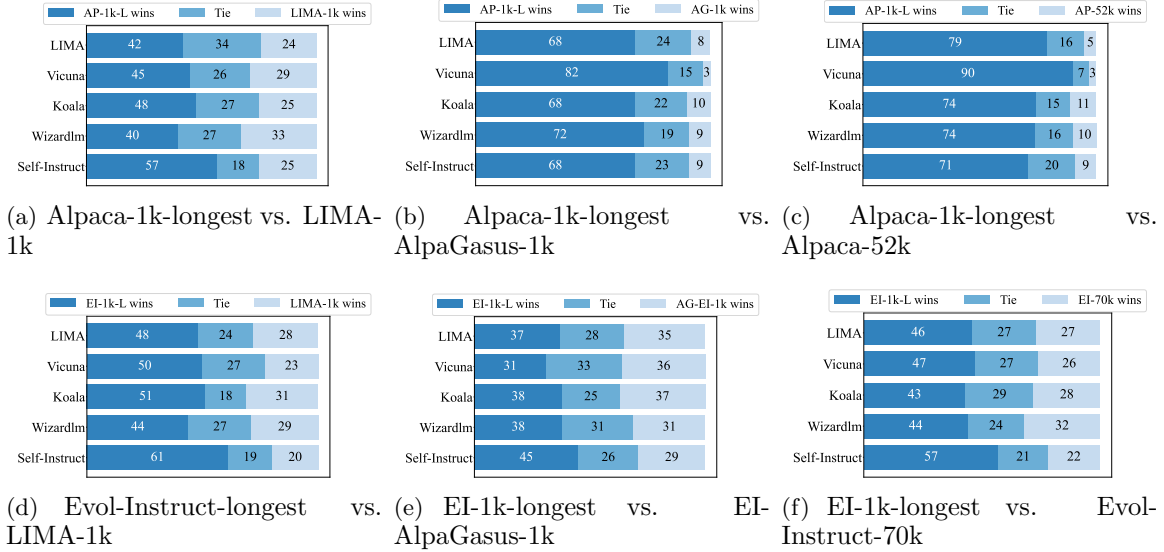 AP-1k-L wins Tie LIMA-1k wins
LIMA 42 34 24
Vicuna 45 26 29
Koala 48 27 25
Wizardlm 40 27 33
Self-Instruct 57 18 25
(a) Alpaca-1k-longest vs. LIMA-
1k
AP-1k-L wins Tie AG-1k wins
LIMA 68 24 8
Vicuna 82 15 3
Koala 68 22 10
Wizardlm 72 19 9
Self-Instruct 68 23 9
(b) Alpaca-1k-longest vs.
AlpaGasus-1k
AP-1k-L wins Tie AP-52k wins
LIMA 79 16 5
Vicuna 90 7 3
Koala 74 15 11
Wizardlm 74 16 10
Self-Instruct 71 20 9
(c) Alpaca-1k-longest vs.
Alpaca-52k
EI-1k-L wins Tie LIMA-1k wins
LIMA 48 24 28
Vicuna 50 27 23
Koala 51 18 31
Wizardlm 44 27 29
Self-Instruct 61 19 20
(d) Evol-Instruct-longest vs.
LIMA-1k
EI-1k-L wins Tie AG-EI-1k wins
LIMA 37 28 35
Vicuna 31 33 36
Koala 38 25 37
Wizardlm 38 31 31
Self-Instruct 45 26 29
(e) EI-1k-longest vs. EI-
AlpaGasus-1k
EI-1k-L wins Tie EI-70k wins
LIMA 46 27 27
Vicuna 47 27 26
Koala 43 29 28
Wizardlm 44 24 32
Self-Instruct 57 21 22
(f) EI-1k-longest vs. Evol-
Instruct-70k